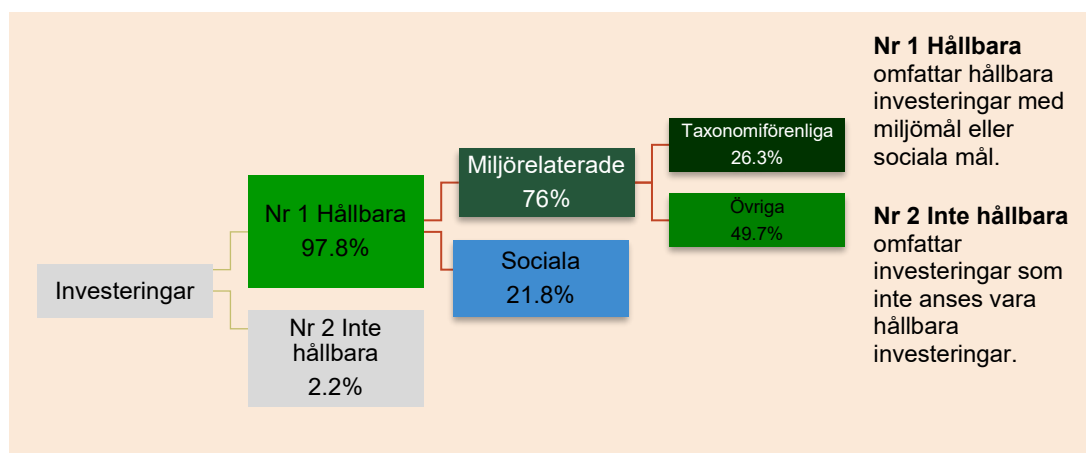 Investeringar
Nr 1 Hållbara
97.8%
Nr 2 Inte
hållbara
2.2%
Miljörelaterade
76%
Sociala
21.8%
Taxonomiförenliga
26.3%
Övriga
49.7%
Nr 1 Hållbara
omfattar hållbara
investeringar med
miljömål eller
sociala mål.
Nr 2 Inte hållbara
omfattar
investeringar som
inte anses vara
hållbara
investeringar.